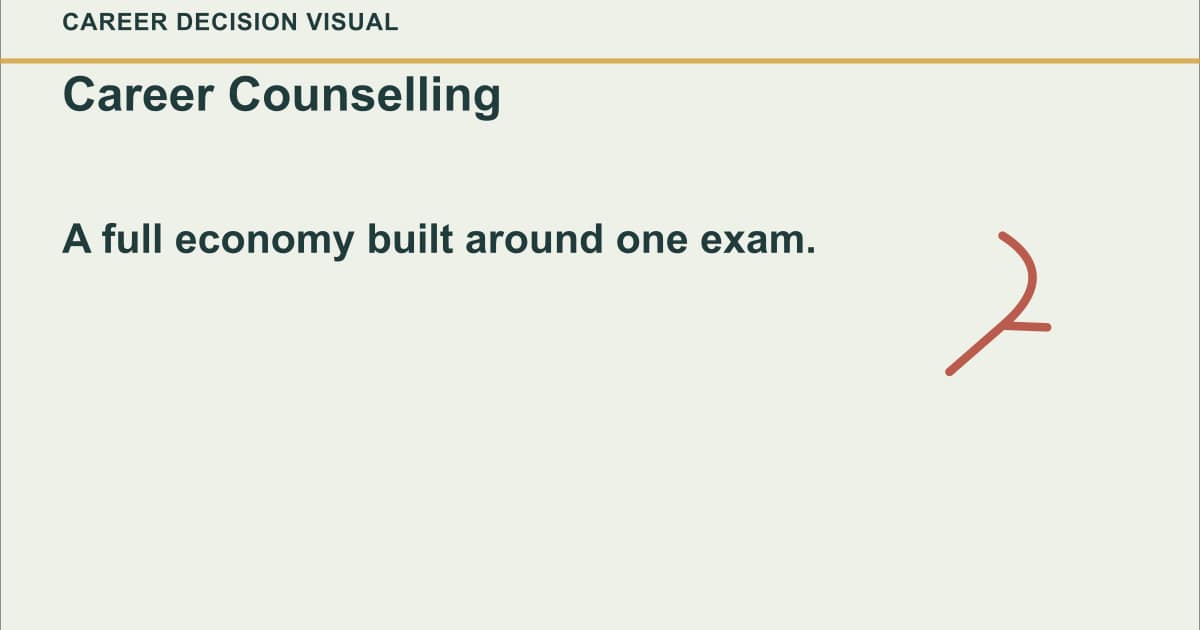 CAREER DECISION VISUAL
Career Counselling
A full economy built around one exam.